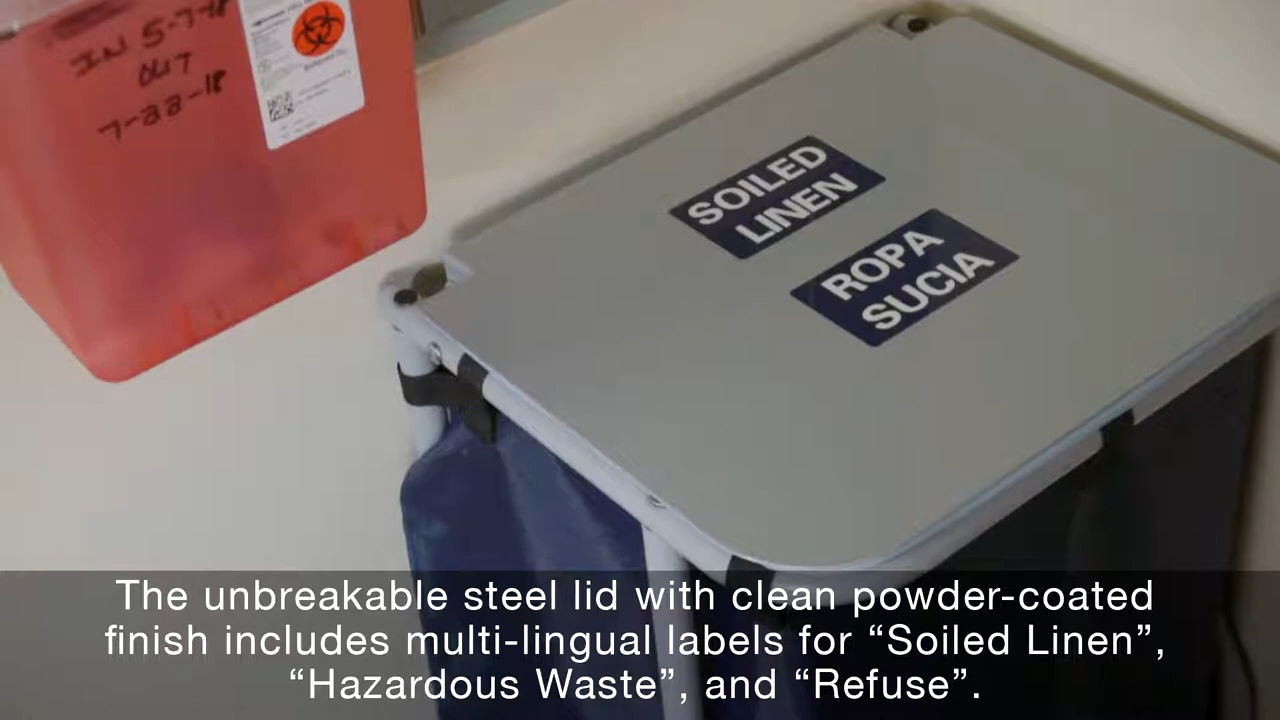 IN 5-7-18
OUT
7-22-18
SOILED
LINEN
ROPA
SUCIA
The unbreakable steel lid with clean powder-coated
finish includes multi-lingual labels for “Soiled Linen”,
“Hazardous Waste”, and “Refuse”.